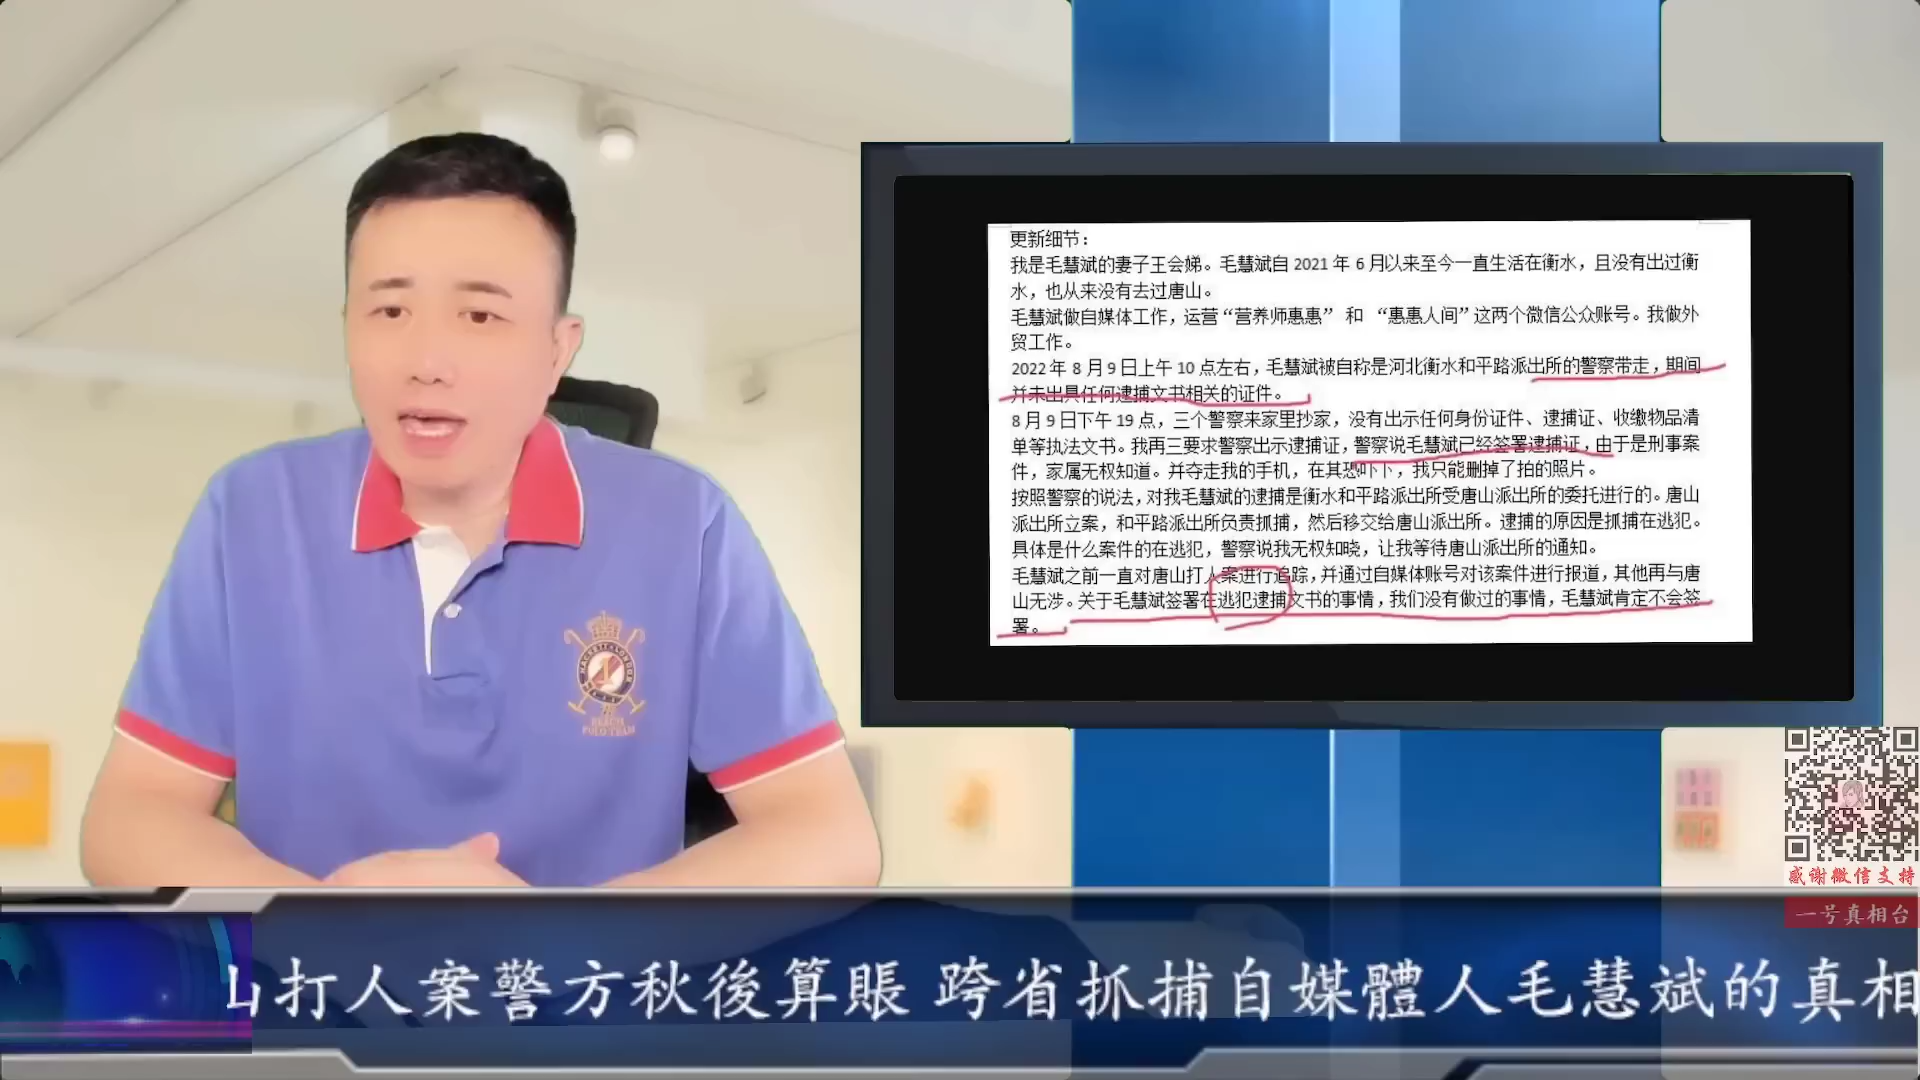 更新细节：
我是毛慧斌的妻子王会娣。毛慧斌自 2021 年 6 月以来至今一直生活在衡水，且没有出过衡
水，也从来没有去过唐山。
毛慧斌做自媒体工作，运营“营养师惠惠” 和 “惠惠人间”这两个微信公众账号。我做外
贸工作。
2022 年 8 月 9 日上午 10 点左右，毛慧斌被自称是河北衡水和平路派出所的警察带走，期间
并未出具任何逮捕文书相关的证件。
8 月 9 日下午 19 点，三个警察来家里抄家，没有出示任何身份证件、逮捕证、收缴物品清
单等执法文书。我再三要求警察出示逮捕证，警察说毛慧斌已经签署逮捕证，由于是刑事案
件，家属无权知道。并夺走我的手机，在其恐吓下，我只能删掉了拍的照片。
按照警察的说法，对我毛慧斌的逮捕是衡水和平路派出所受唐山派出所的委托进行的。唐山
派出所立案，和平路派出所负责抓捕，然后移交给唐山派出所。逮捕的原因是抓捕在逃犯。
具体是什么案件的在逃犯，警察说我无权知晓，让我等待唐山派出所的通知。
毛慧斌之前一直对唐山打人案进行追踪，并通过自媒体账号对该案件进行报道，其他再与唐
山无涉。关于毛慧斌签署在逃犯逮捕文书的事情，我们没有做过的事情，毛慧斌肯定不会签
署。
BEACH
POLO TEAM
感谢微信支持
一号真相台
山打人案警方秋後算賬 跨省抓捕自媒體人毛慧斌的真相